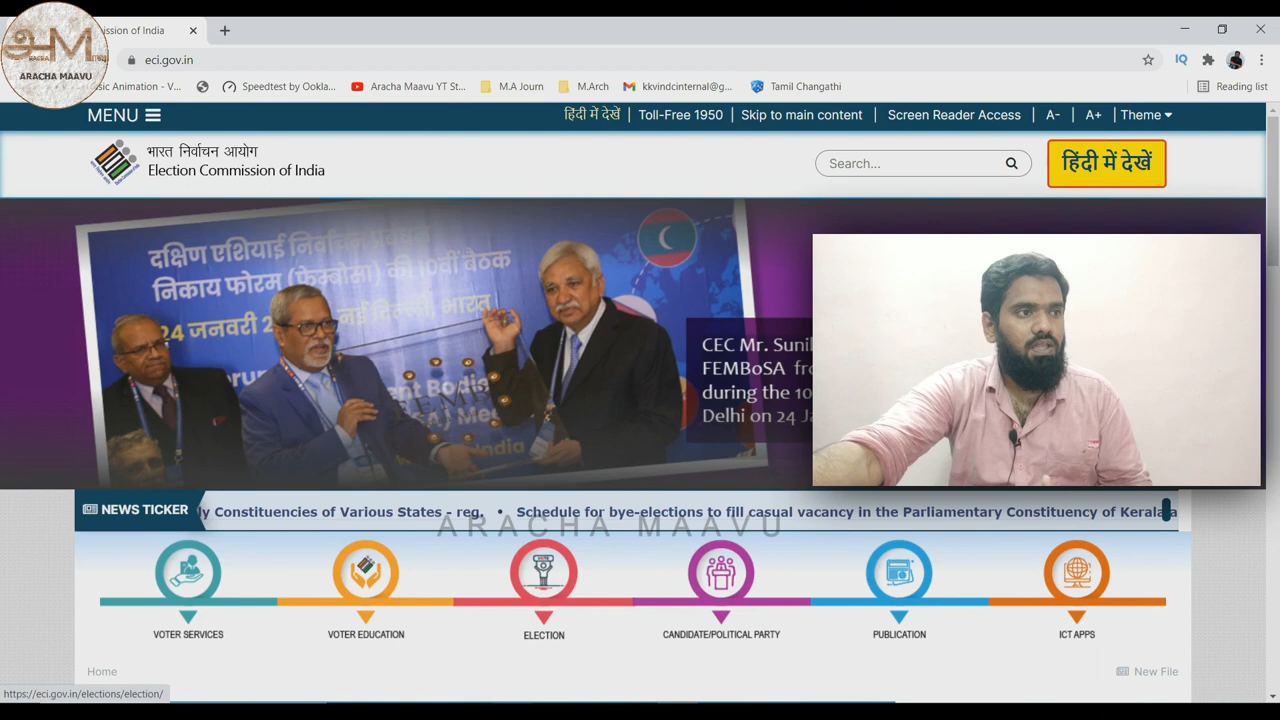 ission of India
ARACHA MAAVU
eci.gov.in
IQ
sic Animation - V...
Speedtest by Ookla...
Aracha Maavu YT St...
M.A Journ
M.Arch
kkvindcinternal@g...
Tamil Changathi
Reading list
MENU
हिंदी में देखें
Toll-Free 1950
Skip to main content
Screen Reader Access
A-
A+
Theme
भारत निर्वाचन आयोग
Election Commission of India
Search...
हिंदी में देखें
दक्षिण एशियाई निर्वाचन
निकाय फोरम (फेम्बोसा) की 10वीं बैठक
24 जनवरी 2 नई दिल्ली, भारत
CEC Mr. Sunil
FEMBoSA fro
during the 10
Delhi on 24 Ja
NEWS TICKER
y Constituencies of Various States - reg. • Schedule for bye-elections to fill casual vacancy in the Parliamentary Constituency of Kerala a
ARACHA MAAVU
VOTER SERVICES
VOTER EDUCATION
ELECTION
CANDIDATE/POLITICAL PARTY
PUBLICATION
ICT APPS
Home
New File
https://eci.gov.in/elections/election/